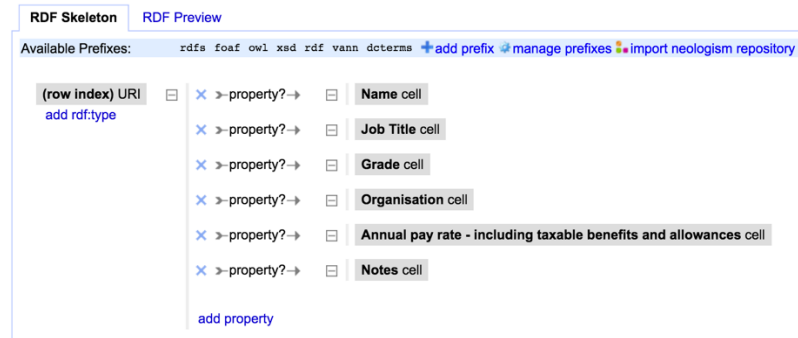 RDF Skeleton RDF Preview
Available Prefixes: rdfs foaf owl xsd rdf vann dcterms add prefix manage prefixes import neologism repository
(row index) URI property? Name cell
add rdf:type
property? Job Title cell
property? Grade cell
property? Organisation cell
property? Annual pay rate - including taxable benefits and allowances cell
property? Notes cell
add property